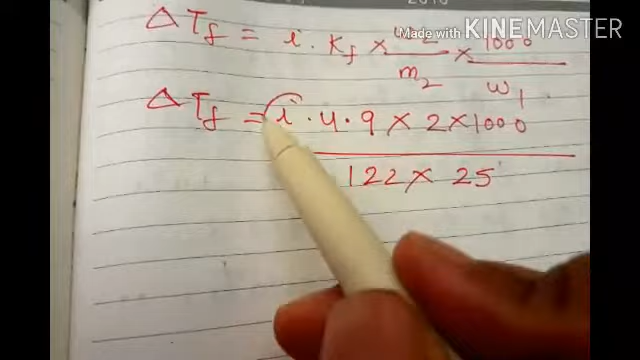 Made with KINEMASTER
ΔTf = i · Kf × w2/m2 × 1000/w1
ΔTf = i · 4.9 × 2 × 1000
122 × 25